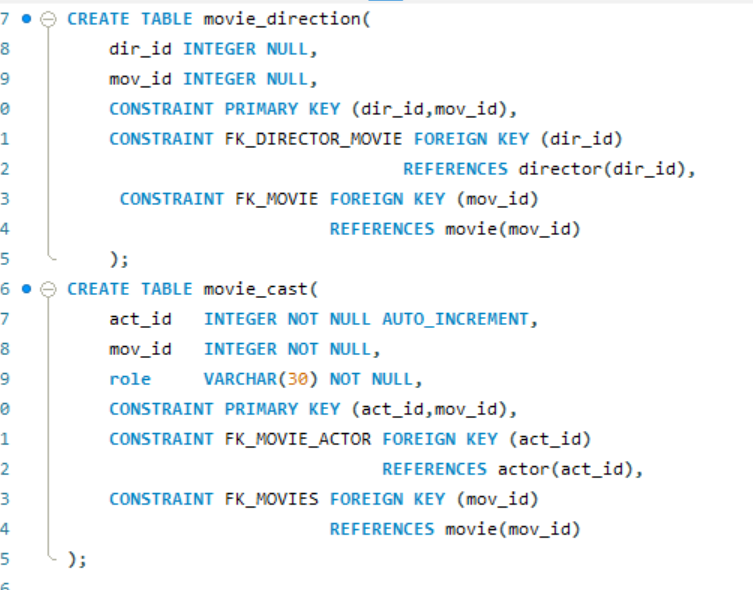 7 CREATE TABLE movie_direction(
8 dir_id INTEGER NULL,
9 mov_id INTEGER NULL,
0 CONSTRAINT PRIMARY KEY (dir_id,mov_id),
1 CONSTRAINT FK_DIRECTOR_MOVIE FOREIGN KEY (dir_id)
2 REFERENCES director(dir_id),
3 CONSTRAINT FK_MOVIE FOREIGN KEY (mov_id)
4 REFERENCES movie(mov_id)
5 );
6 CREATE TABLE movie_cast(
7 act_id INTEGER NOT NULL AUTO_INCREMENT,
8 mov_id INTEGER NOT NULL,
9 role VARCHAR(30) NOT NULL,
0 CONSTRAINT PRIMARY KEY (act_id,mov_id),
1 CONSTRAINT FK_MOVIE_ACTOR FOREIGN KEY (act_id)
2 REFERENCES actor(act_id),
3 CONSTRAINT FK_MOVIES FOREIGN KEY (mov_id)
4 REFERENCES movie(mov_id)
5 );
6